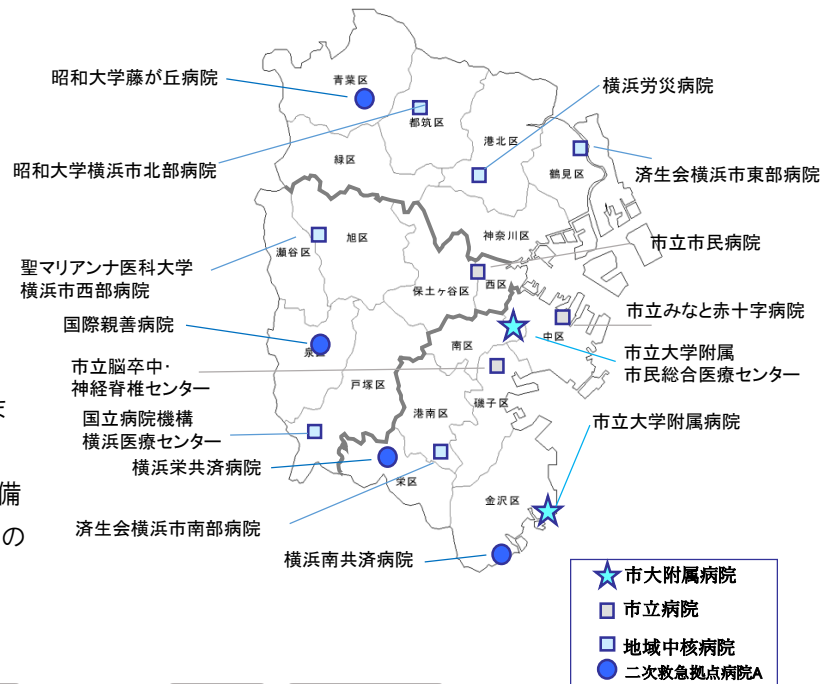 昭和大学藤が丘病院
青葉区
横浜労災病院
都筑区
港北区
昭和大学横浜市北部病院
緑区
鶴見区
済生会横浜市東部病院
神奈川区
旭区
瀬谷区
市立市民病院
聖マリアンナ医科大学
横浜市西部病院
保土ヶ谷区
西区
市立みなと赤十字病院
国際親善病院
中区
南区
泉区
市立大学附属
市民総合医療センター
市立脳卒中・
神経脊椎センター
戸塚区
磯子区
ま
港南区
国立病院機構
横浜医療センター
市立大学附属病院
横浜栄共済病院
栄区
備
金沢区
済生会横浜市南部病院
の
横浜南共済病院
市大附属病院
市立病院
地域中核病院
二次救急拠点病院A